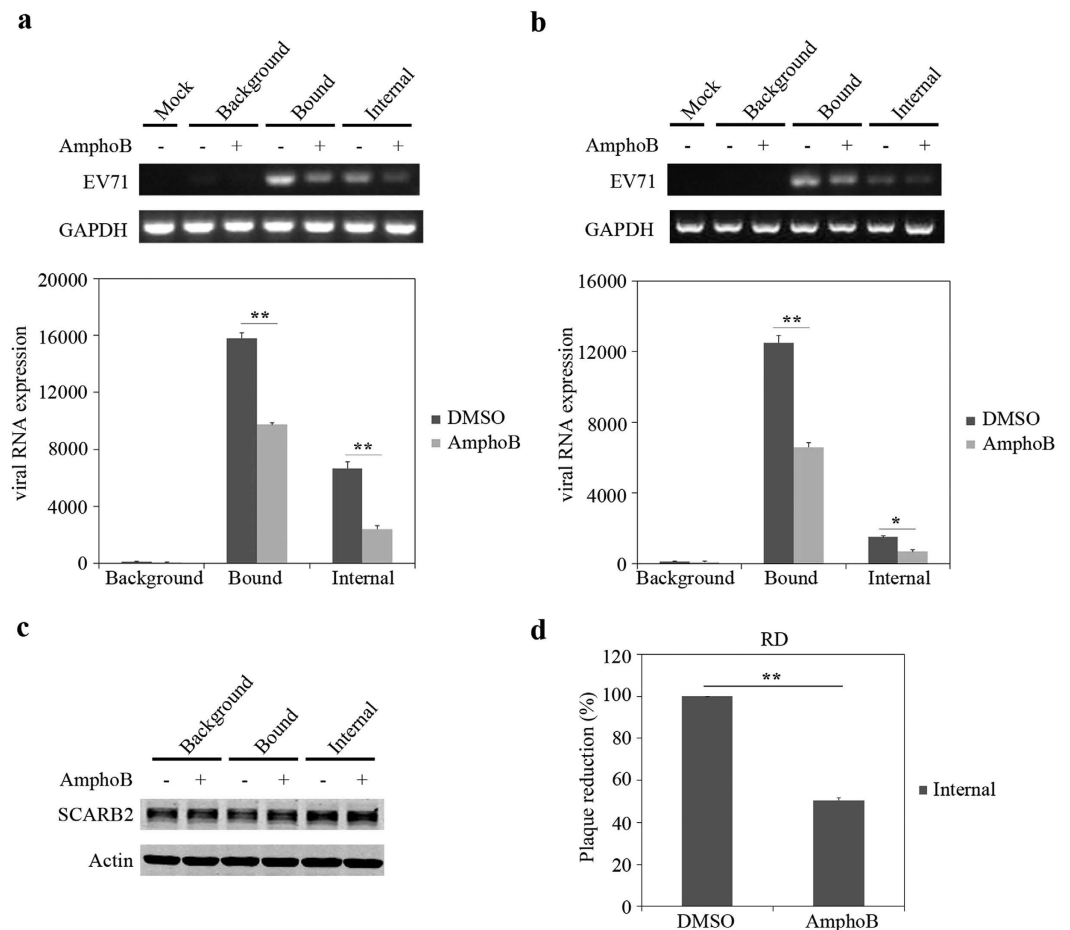 a
Mock Background Bound Internal
AmphoB - - + - + - +
EV71
GAPDH
20000
16000
12000
8000
4000
0
viral RNA expression
** **
DMSO
AmphoB
Background Bound Internal
b
Mock Background Bound Internal
AmphoB - - + - + - +
EV71
GAPDH
16000
12000
8000
4000
0
viral RNA expression
** *
DMSO
AmphoB
Background Bound Internal
c
Background Bound Internal
AmphoB - + - + - +
SCARB2
Actin
d
RD
120
100
80
60
40
20
0
Plaque reduction (%)
**
Internal
DMSO AmphoB